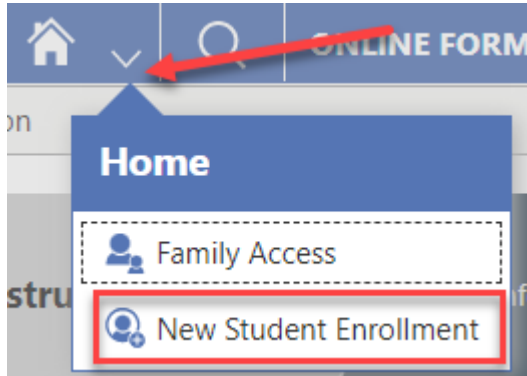 ONLINE FORM
on
Home
Family Access
stru
New Student Enrollment